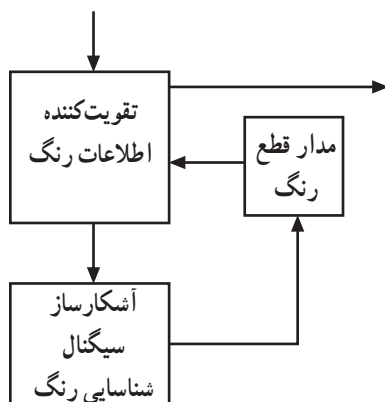 تقویت‌کننده
اطلاعات رنگ
مدار قطع
رنگ
آشکارساز
سیگنال
شناسایی رنگ